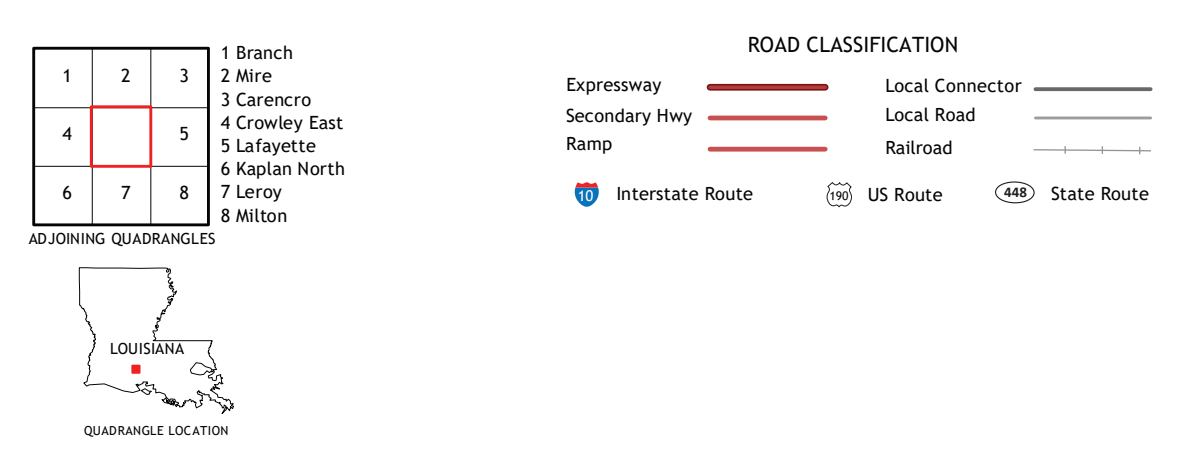 1 2 3
4 5
6 7 8
1 Branch
2 Mire
3 Carencro
4 Crowley East
5 Lafayette
6 Kaplan North
7 Leroy
8 Milton
ADJOINING QUADRANGLES
LOUISIANA
QUADRANGLE LOCATION
ROAD CLASSIFICATION
Expressway
Secondary Hwy
Ramp
Local Connector
Local Road
Railroad
10 Interstate Route
190 US Route
448 State Route